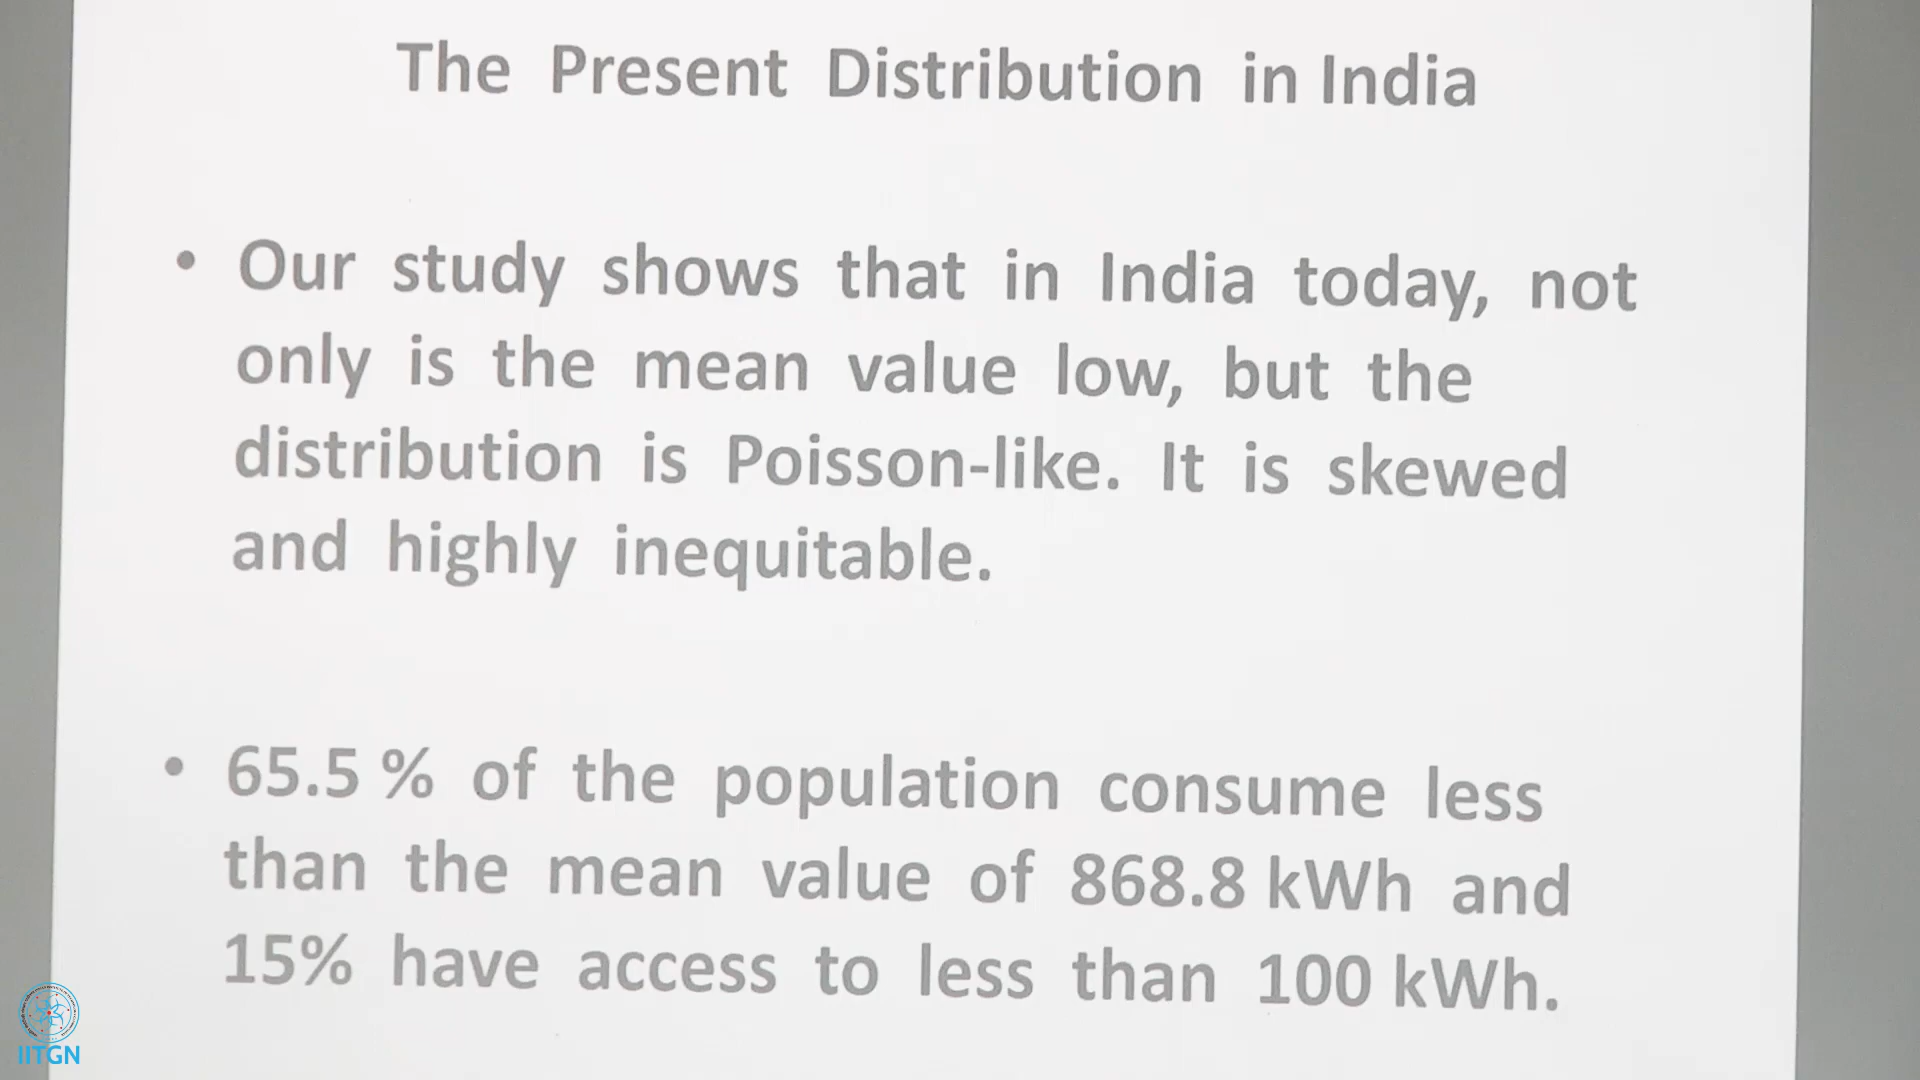 The Present Distribution in India
• Our study shows that in India today, not
only is the mean value low, but the
distribution is Poisson-like. It is skewed
and highly inequitable.
• 65.5 % of the population consume less
than the mean value of 868.8 kWh and
15% have access to less than 100 kWh.
IITGN